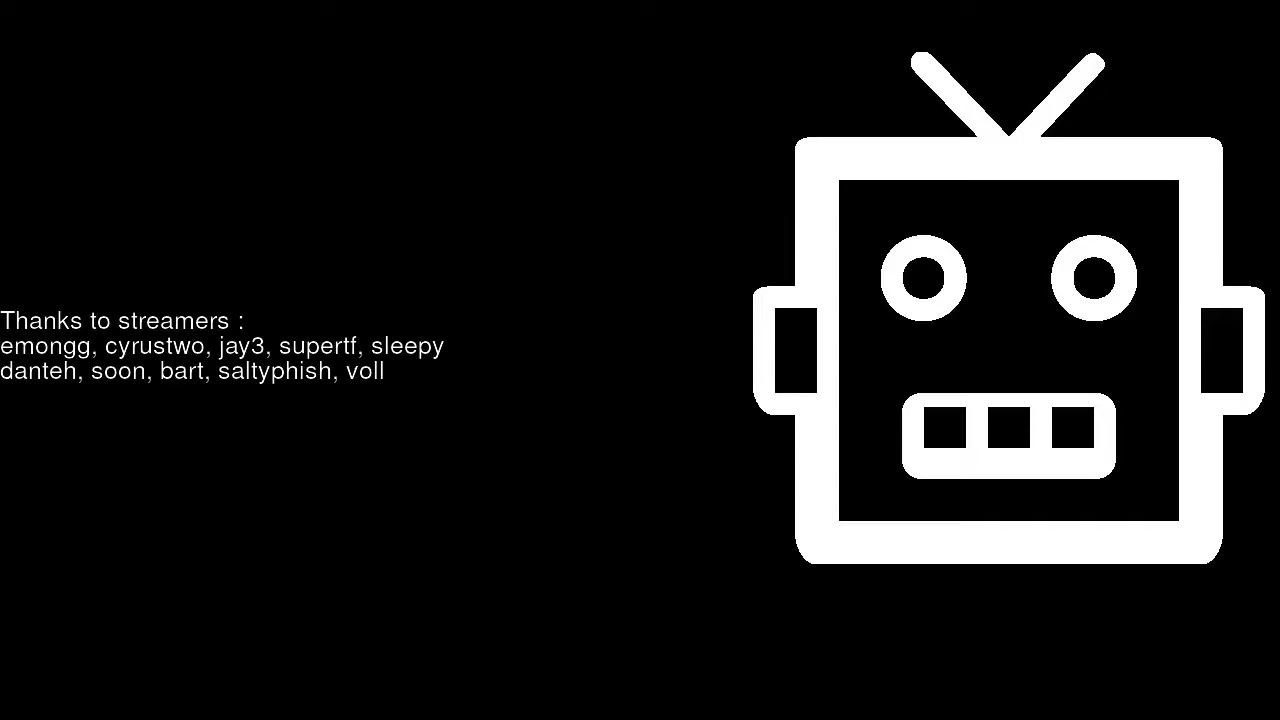 Thanks to streamers :
emongg, cyrustwo, jay3, supertf, sleepy
danteh, soon, bart, saltyphish, voll